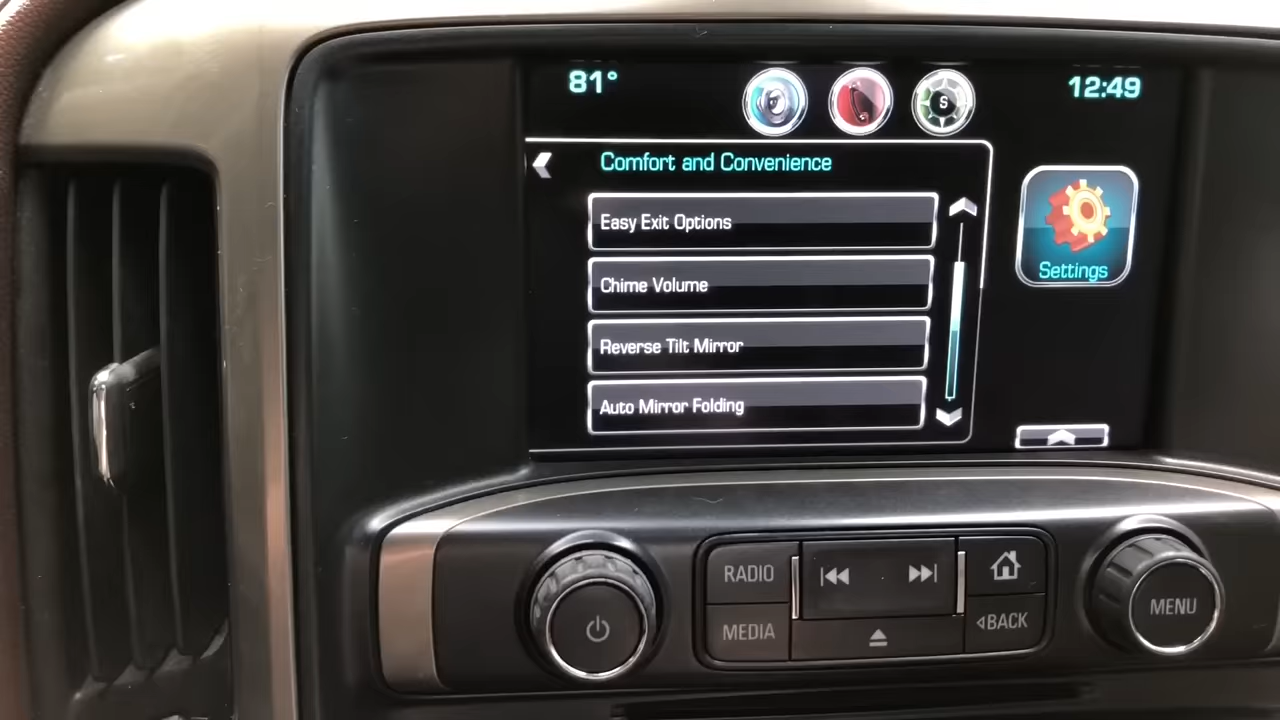 81°
S
12:49
Comfort and Convenience
Easy Exit Options
Chime Volume
Reverse Tilt Mirror
Auto Mirror Folding
Settings
RADIO
MEDIA
BACK
MENU